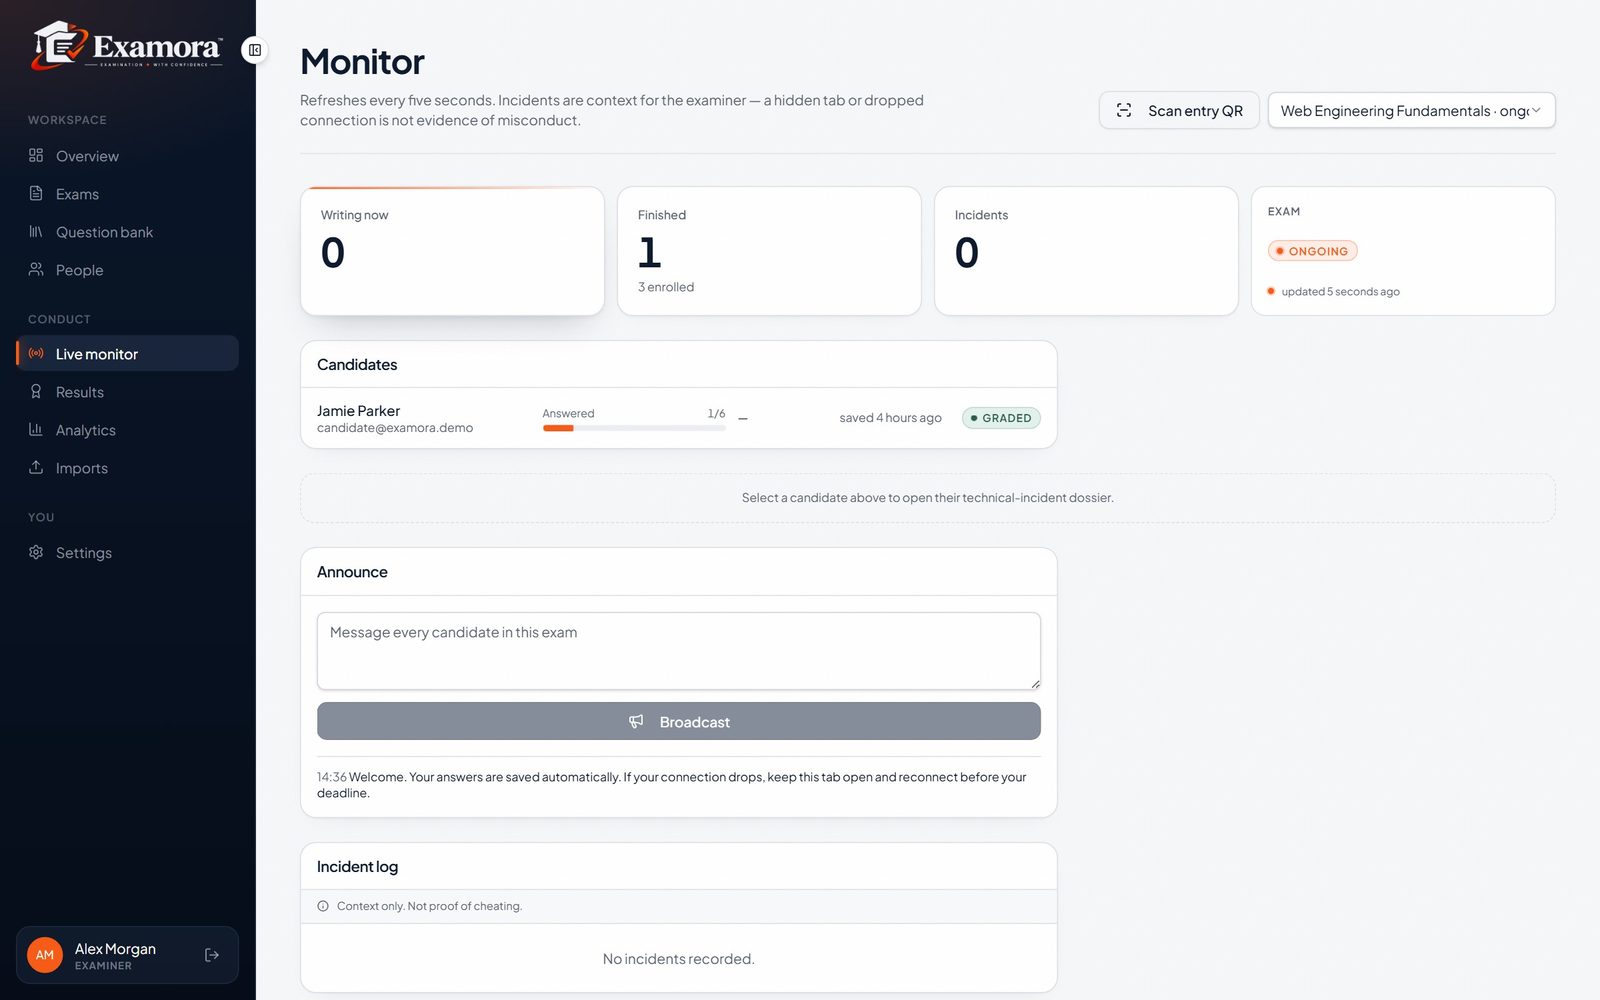 Examora™
EXAMINATION • WITH CONFIDENCE
WORKSPACE
Overview
Exams
Question bank
People
CONDUCT
Live monitor
Results
Analytics
Imports
YOU
Settings
AM
Alex Morgan
EXAMINER
Monitor
Refreshes every five seconds. Incidents are context for the examiner — a hidden tab or dropped
connection is not evidence of misconduct.
Scan entry QR
Web Engineering Fundamentals · ongo
Writing now
0
Finished
1
3 enrolled
Incidents
0
EXAM
ONGOING
updated 5 seconds ago
Candidates
Jamie Parker
candidate@examora.demo
Answered 1/6
—
saved 4 hours ago
GRADED
Select a candidate above to open their technical-incident dossier.
Announce
Message every candidate in this exam
Broadcast
14:36 Welcome. Your answers are saved automatically. If your connection drops, keep this tab open and reconnect before your
deadline.
Incident log
Context only. Not proof of cheating.
No incidents recorded.